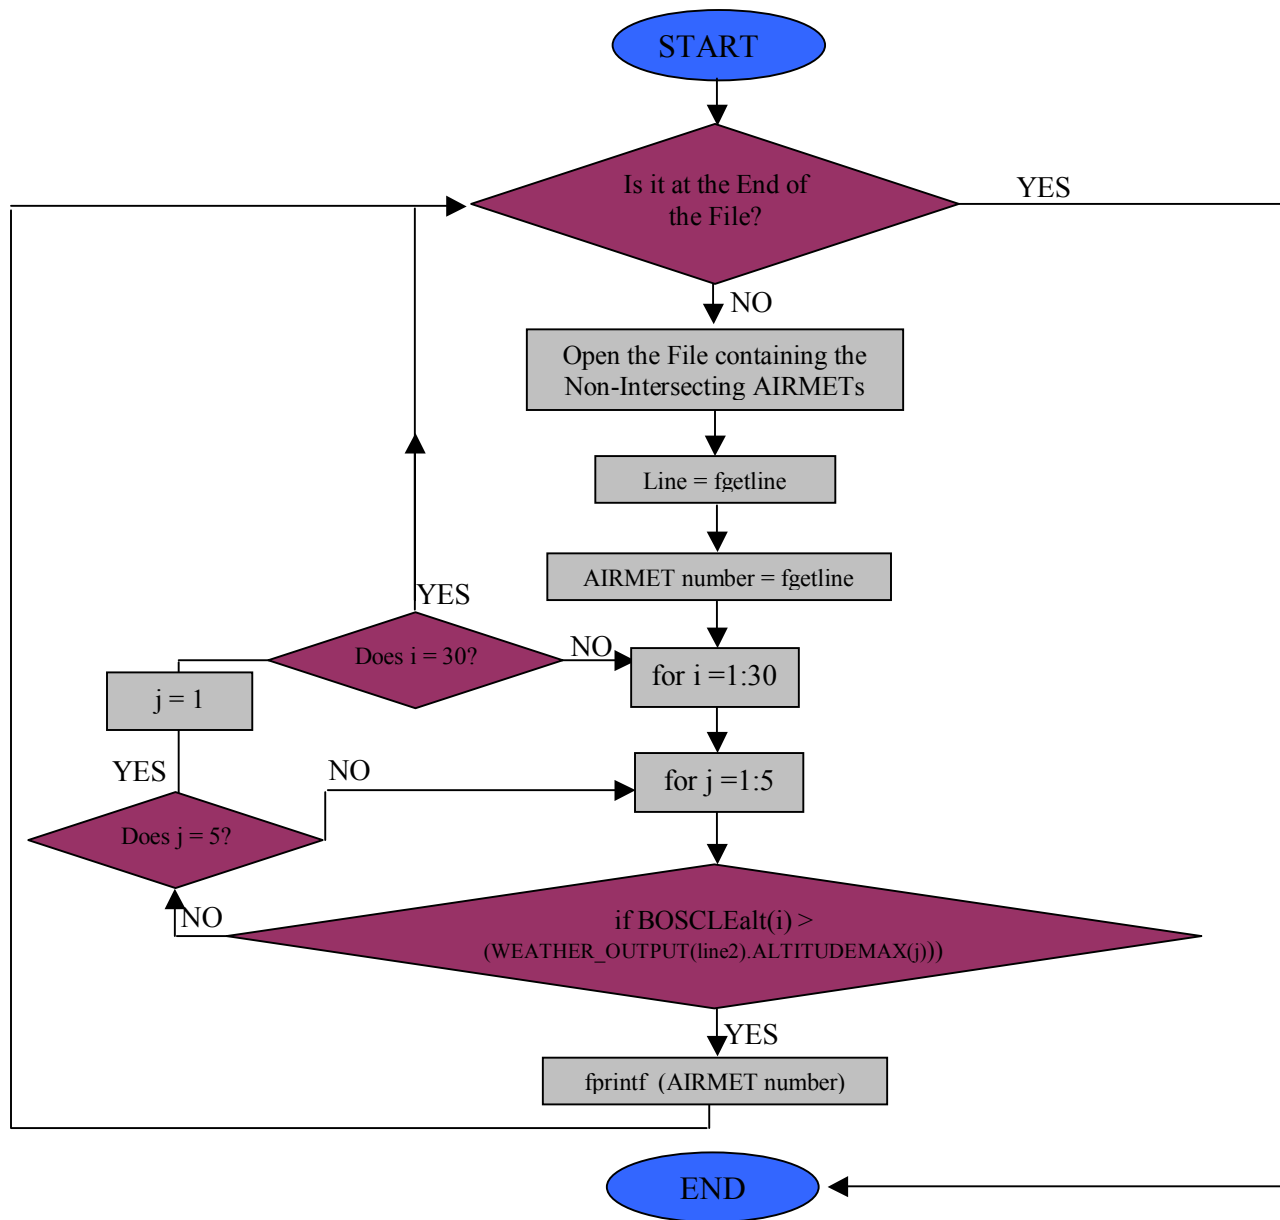 START
Is it at the End of
the File?
YES
NO
Open the File containing the
Non-Intersecting AIRMETs
Line = fgetline
AIRMET number = fgetline
YES
Does i = 30?
NO
for i =1:30
j = 1
YES
NO
for j =1:5
Does j = 5?
NO
if BOSCLEalt(i) >
(WEATHER_OUTPUT(line2).ALTITUDEMAX(j)))
YES
fprintf (AIRMET number)
END